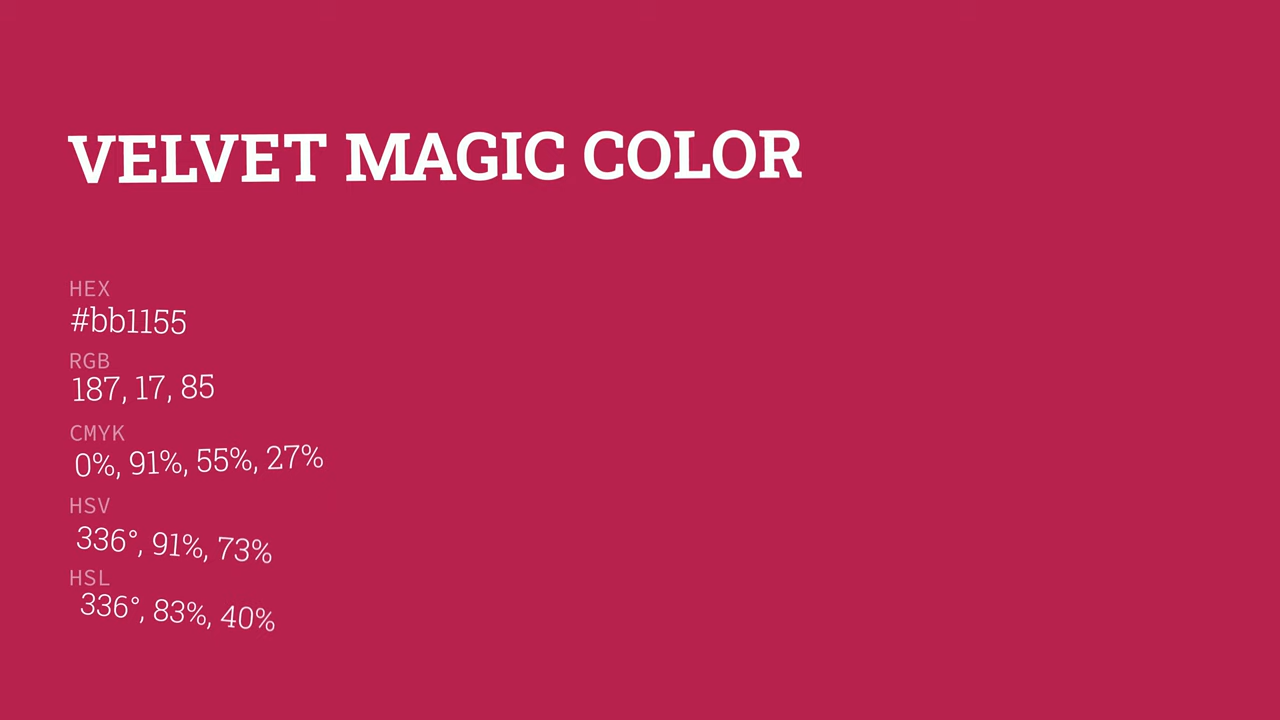 VELVET MAGIC COLOR
HEX
#bb1155
RGB
187, 17, 85
CMYK
0%, 91%, 55%, 27%
HSV
336°, 91%, 73%
HSL
336°, 83%, 40%